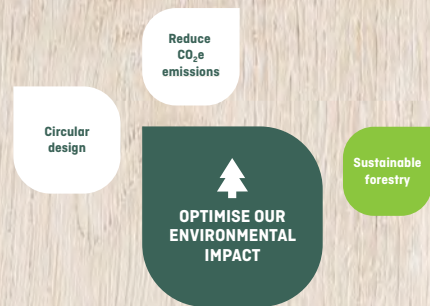 Reduce
CO₂e
emissions
Circular
design
Sustainable
forestry
OPTIMISE OUR
ENVIRONMENTAL
IMPACT